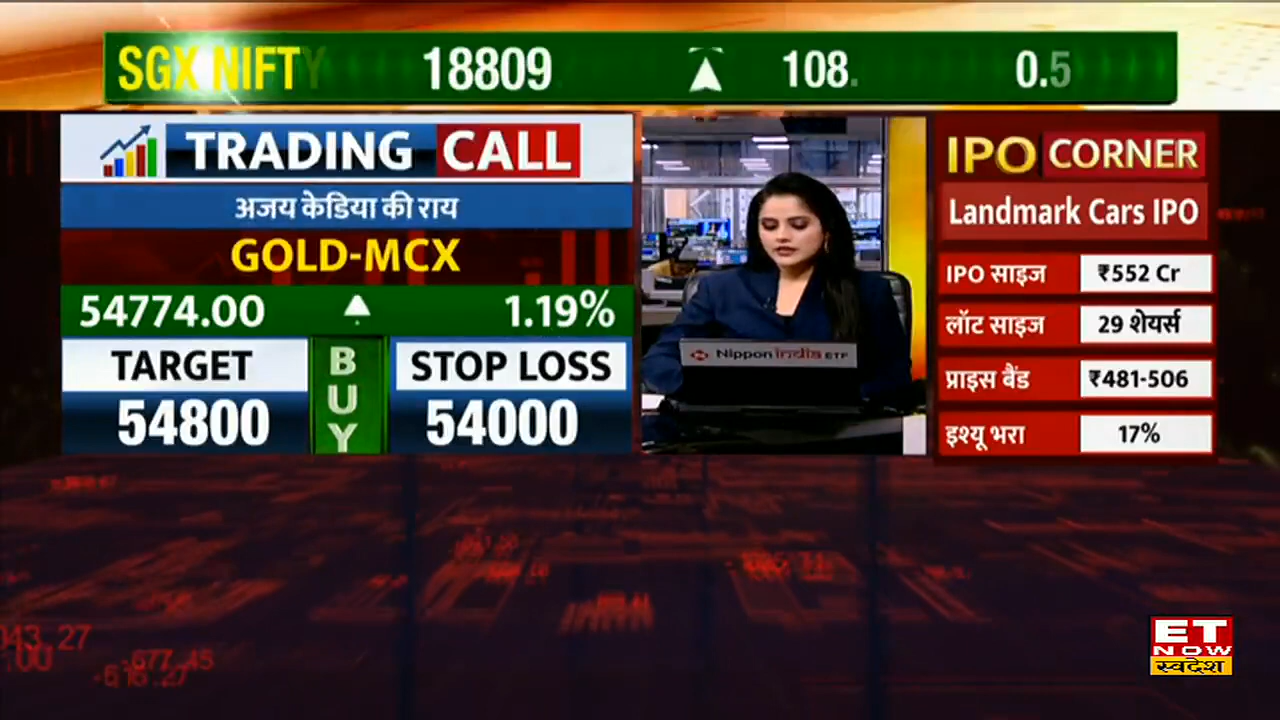 SGX NIFTY 18809 108. 0.5
TRADING CALL
अजय केडिया की राय
GOLD-MCX
54774.00 1.19%
TARGET
54800
BUY
STOP LOSS
54000
Nippon india ETF
IPO CORNER
Landmark Cars IPO
IPO साइज ₹552 Cr
लॉट साइज 29 शेयर्स
प्राइस बैंड ₹481-506
इश्यू भरा 17%
ET
NOW
स्वदेश